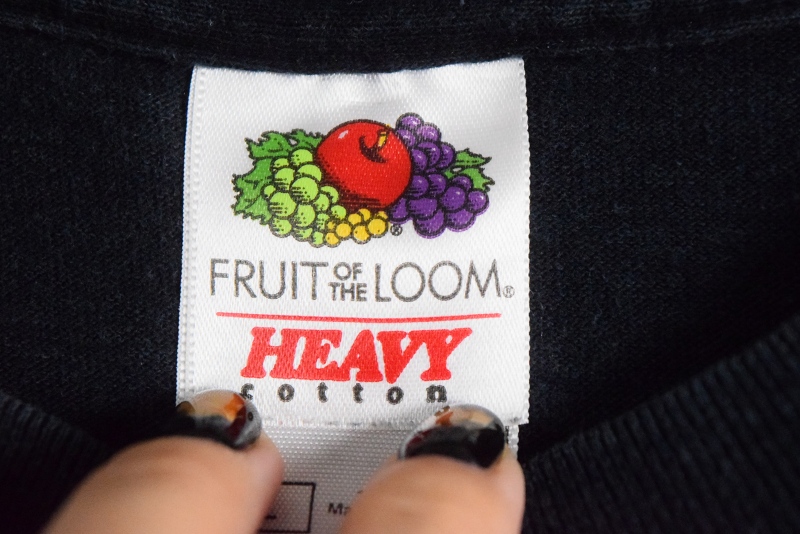 FRUIT OF THE LOOM®
HEAVY
cotton